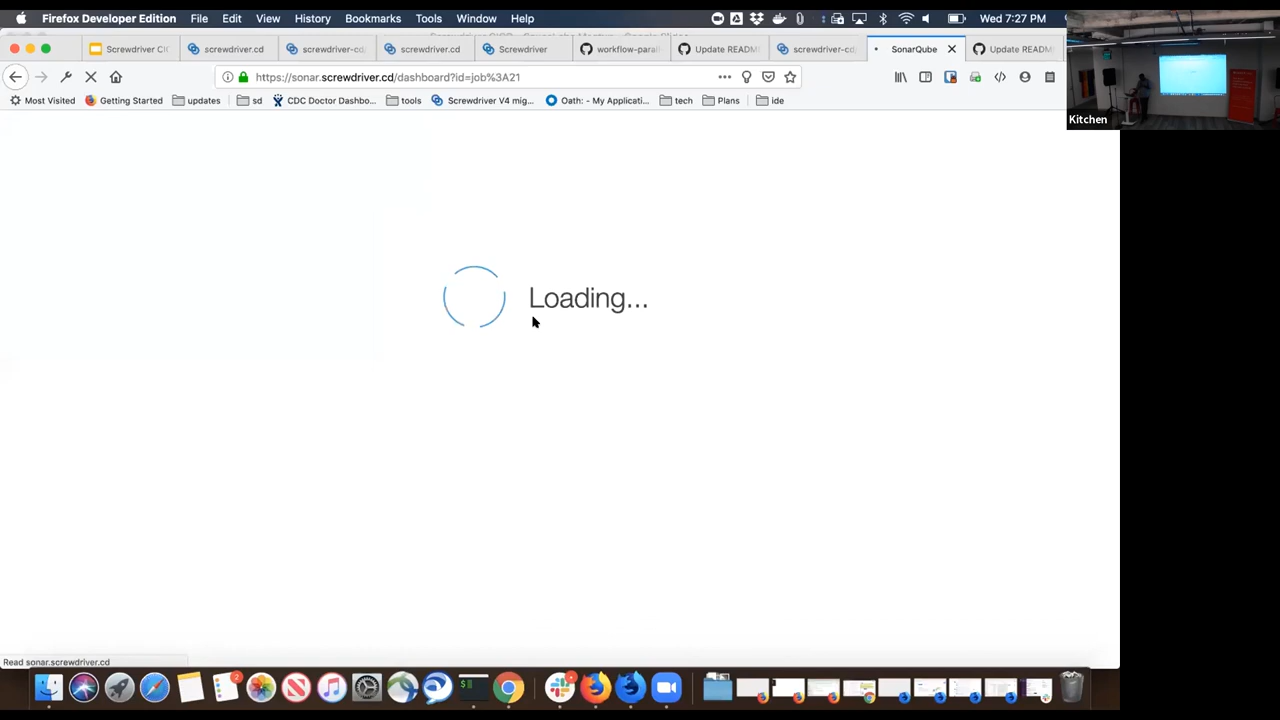 Firefox Developer Edition File Edit View History Bookmarks Tools Window Help Wed 7:27 PM
Screwdriver CIC screwdriver.cd screwdriver-cd screwdriver.cd Screwdriver workflow-paral Update README screwdriver-cd SonarQube Update READM
https://sonar.screwdriver.cd/dashboard?id=job%3A21
Most Visited Getting Started updates sd CDC Doctor Dashbo... tools Screwdriver V4 mig... Oath: - My Applicati... tech Plans ide
Kitchen
Loading...
Read sonar.screwdriver.cd